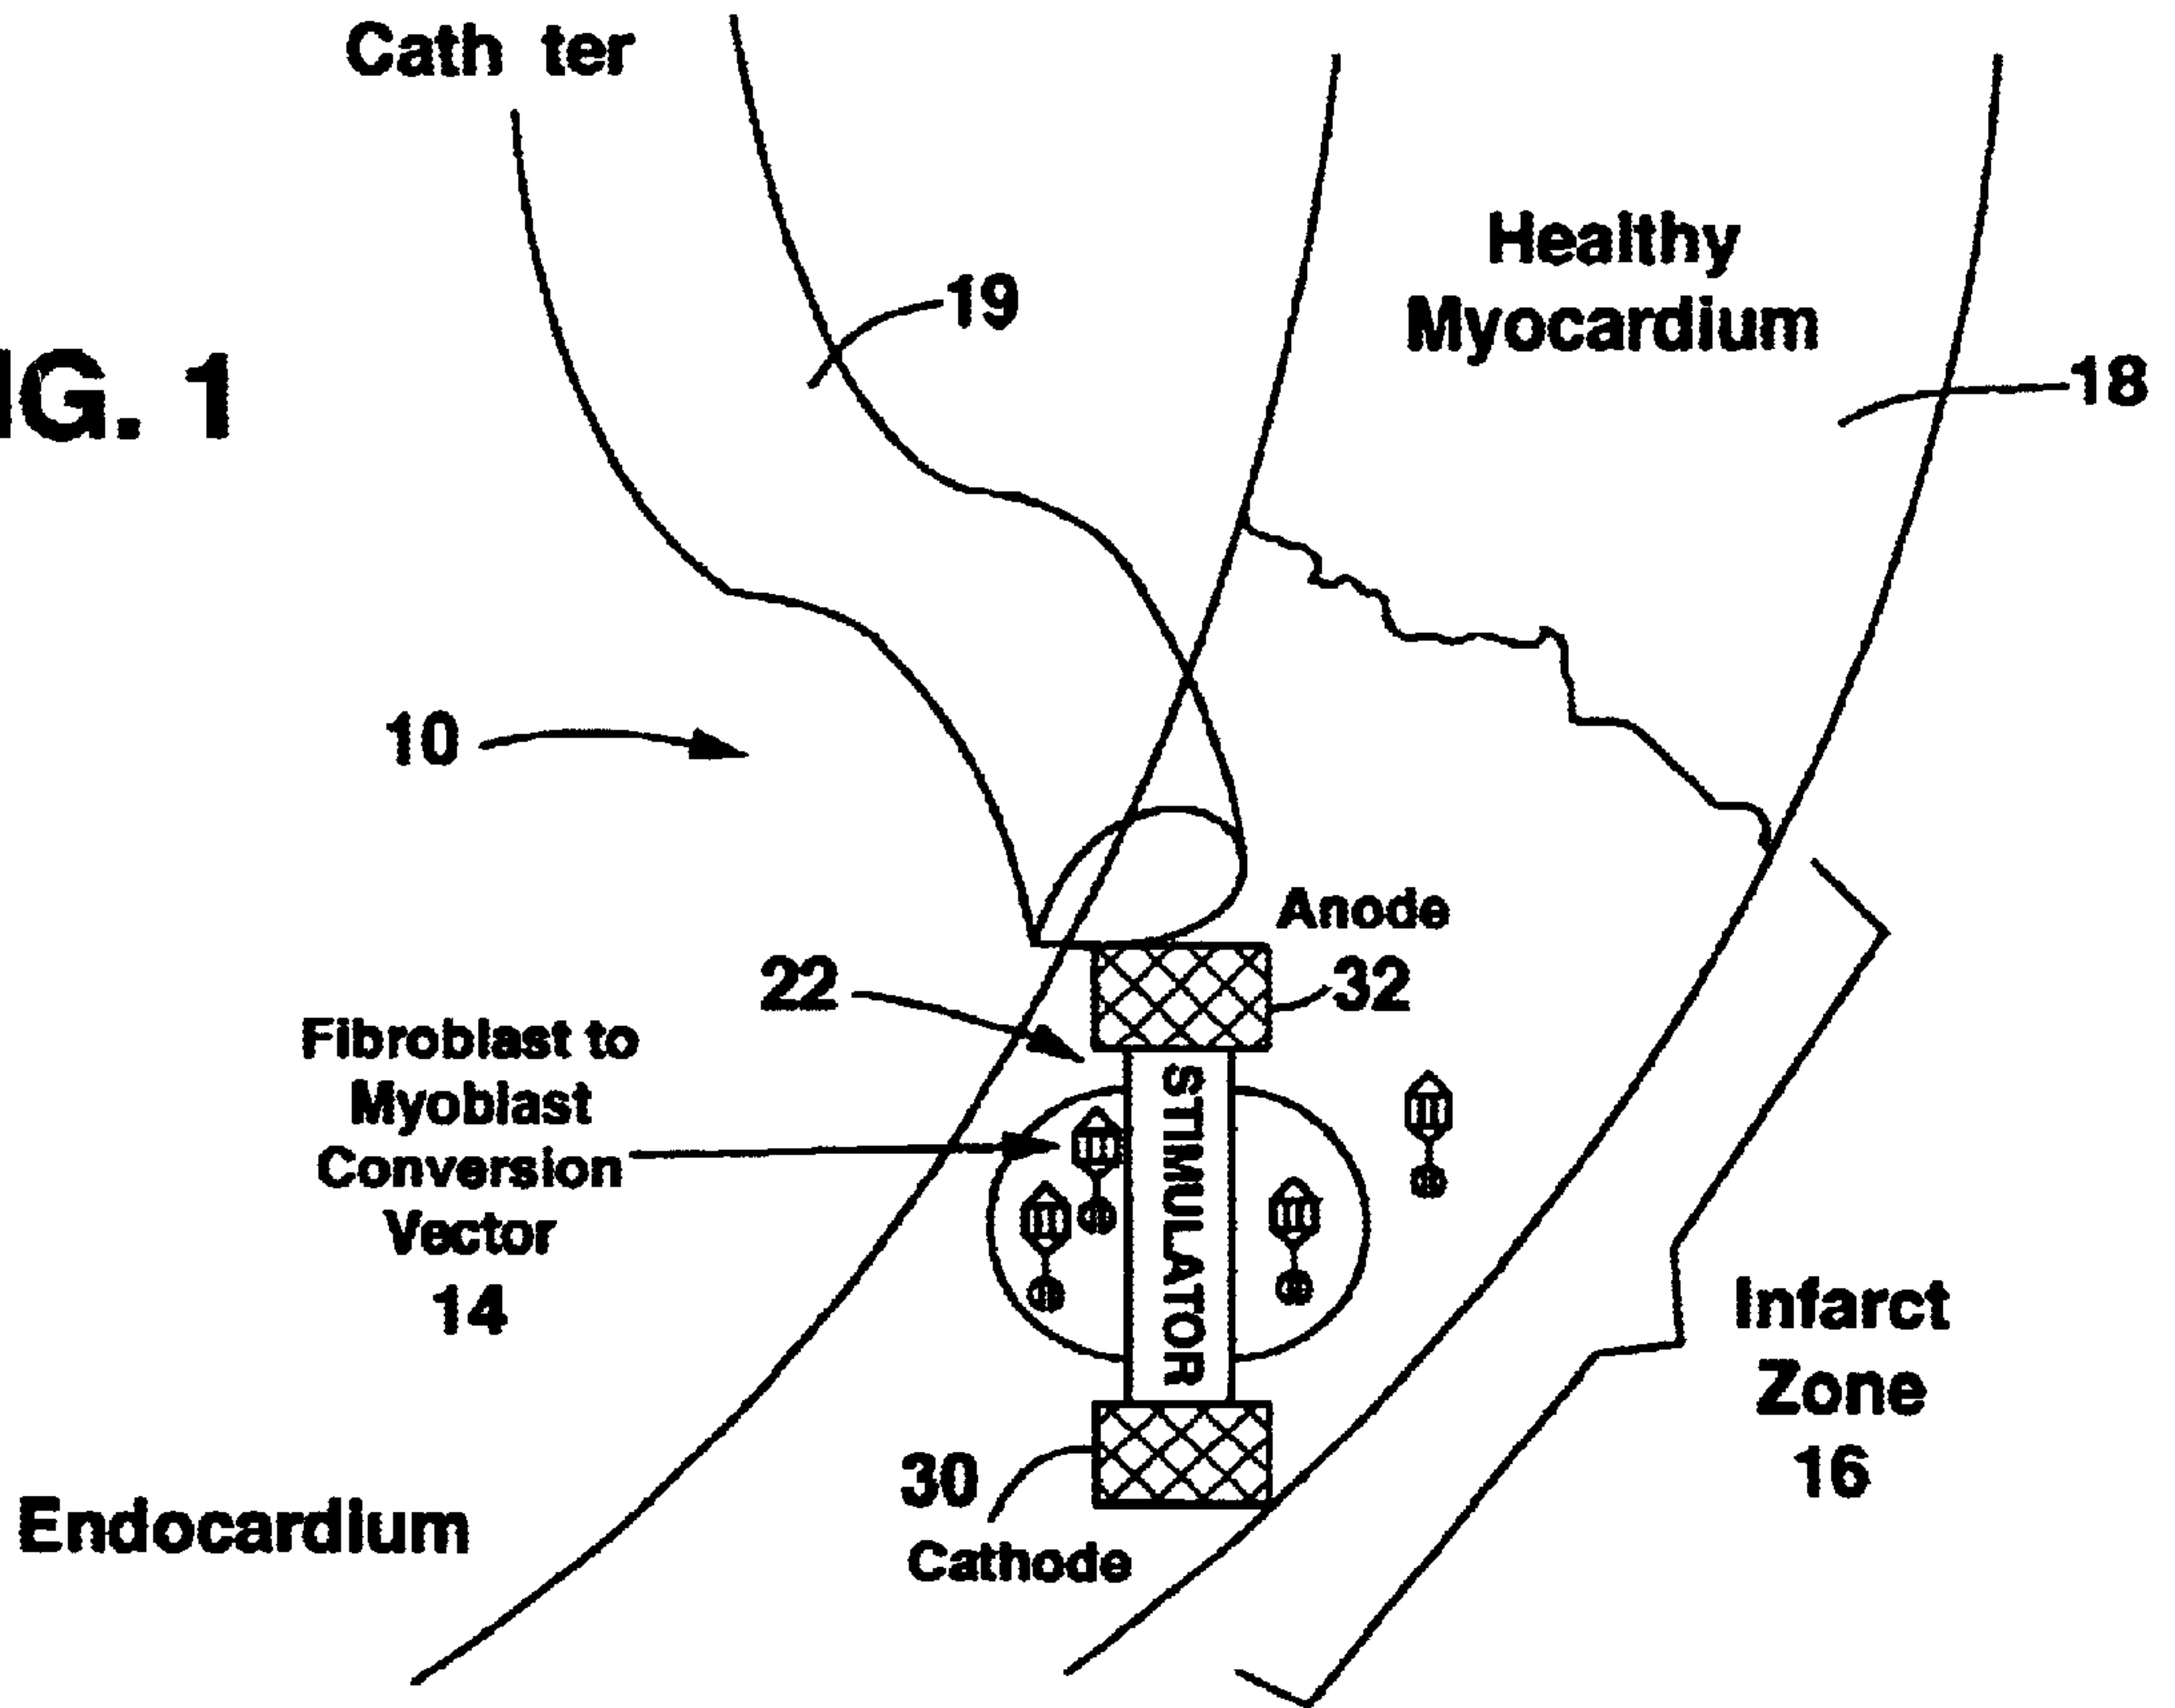 Cath ter
19
Healthy
Myocardium
18
IG. 1
10
Anode
32
22
Fibroblast to
Myoblast
Conversion
Vector
14
STIMULATOR
Infarct
Zone
16
30
Cathode
Endocardium